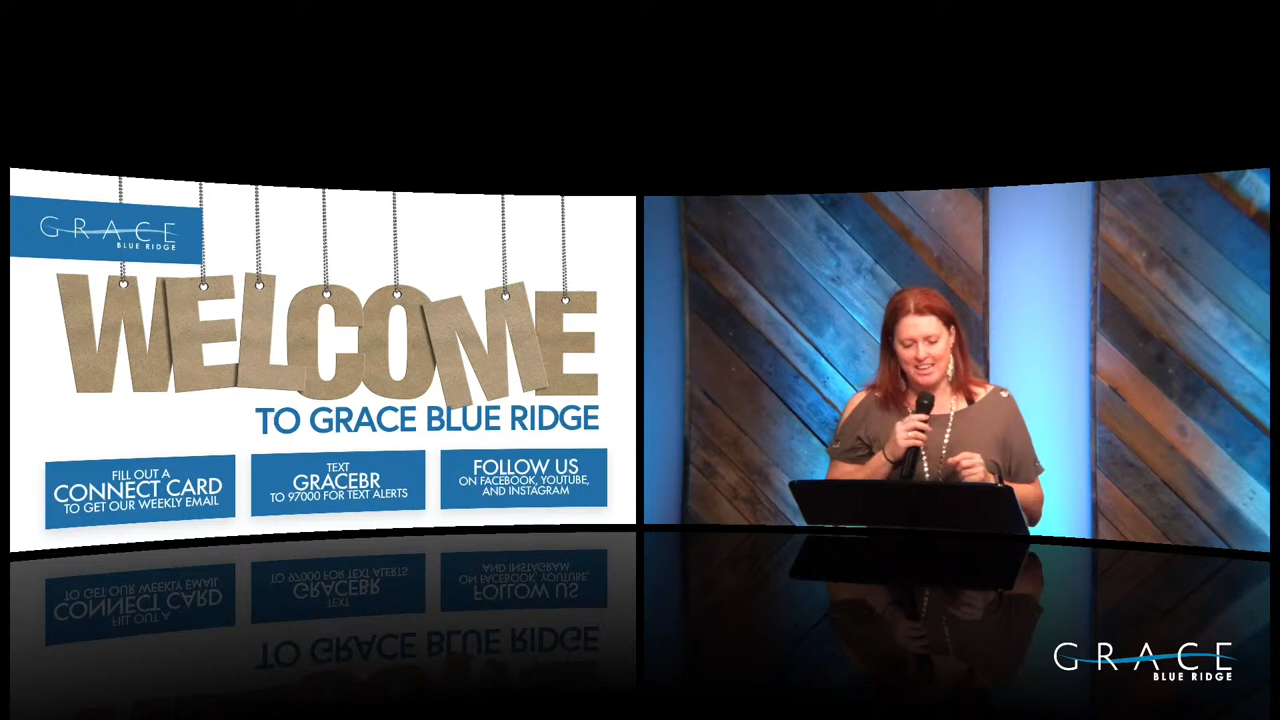 GRACE
BLUE RIDGE
WELCOME
TO GRACE BLUE RIDGE
FILL OUT A
CONNECT CARD
TO GET OUR WEEKLY EMAIL
TEXT
GRACEBR
TO 97000 FOR TEXT ALERTS
FOLLOW US
ON FACEBOOK, YOUTUBE,
AND INSTAGRAM
GRACE
BLUE RIDGE